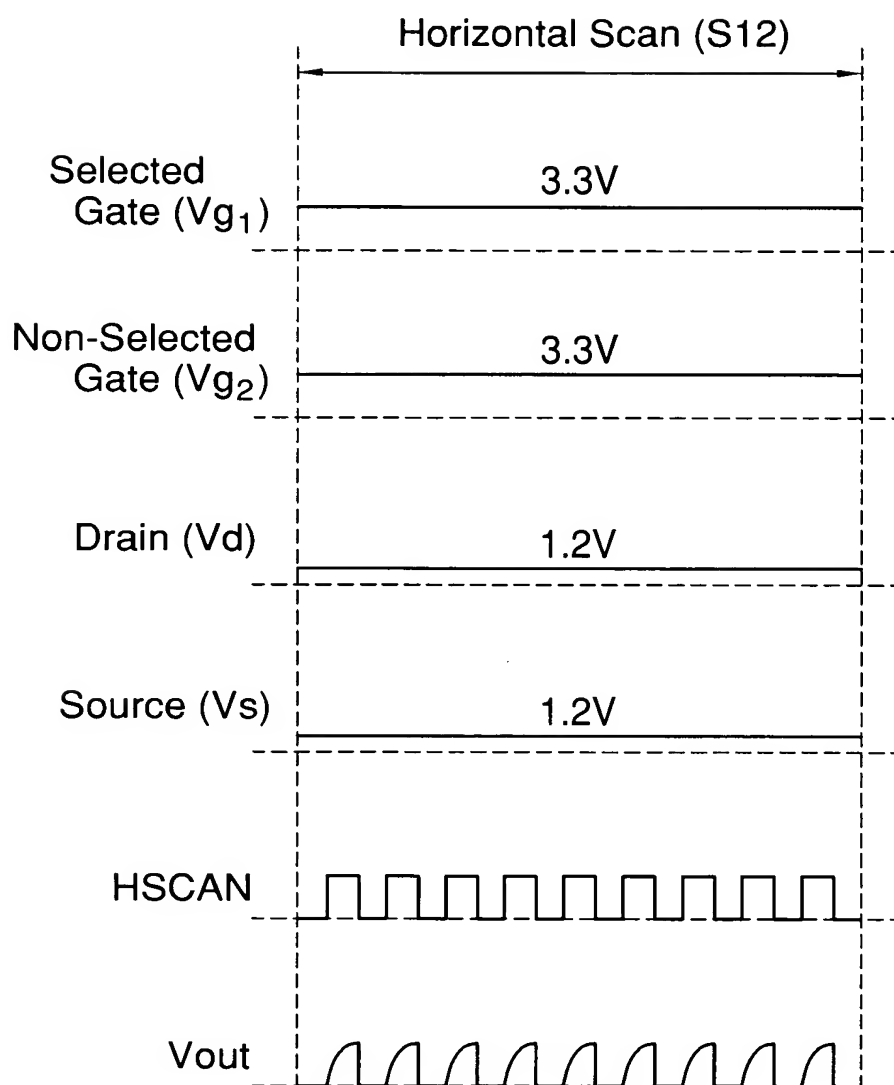 Horizontal Scan (S12)
Selected
Gate (Vg1)
3.3V
Non-Selected
Gate (Vg2)
3.3V
Drain (Vd)
1.2V
Source (Vs)
1.2V
HSCAN
Vout